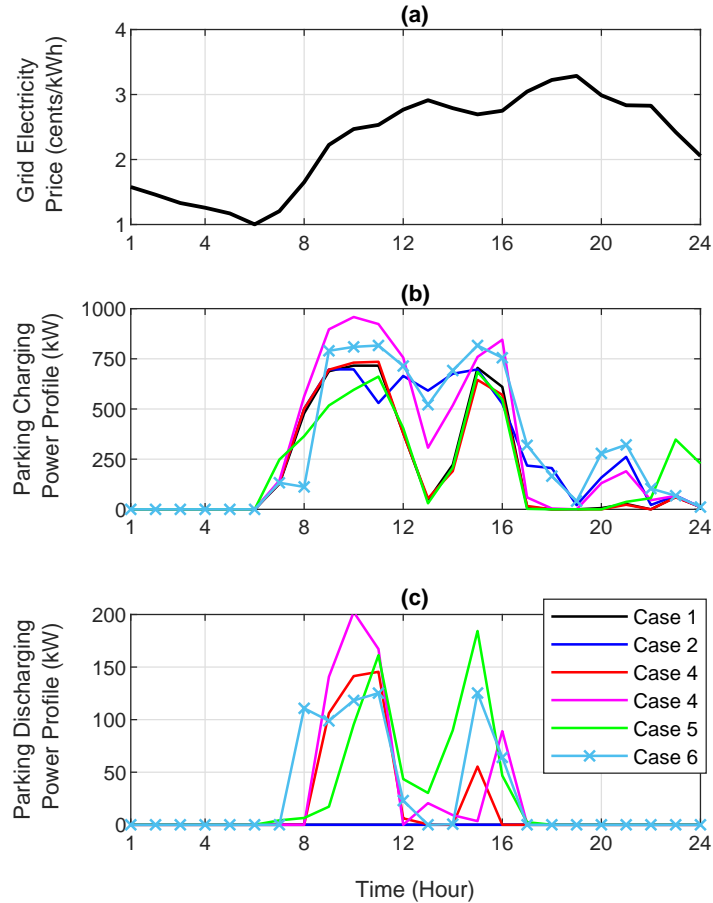 (a)
Grid Electricity
Price (cents/kWh)
4
3
2
1
1 4 8 12 16 20 24
(b)
Parking Charging
Power Profile (kW)
1000
750
500
250
0
1 4 8 12 16 20 24
(c)
Parking Discharging
Power Profile (kW)
200
150
100
50
0
Case 1
Case 2
Case 4
Case 4
Case 5
Case 6
1 4 8 12 16 20 24
Time (Hour)